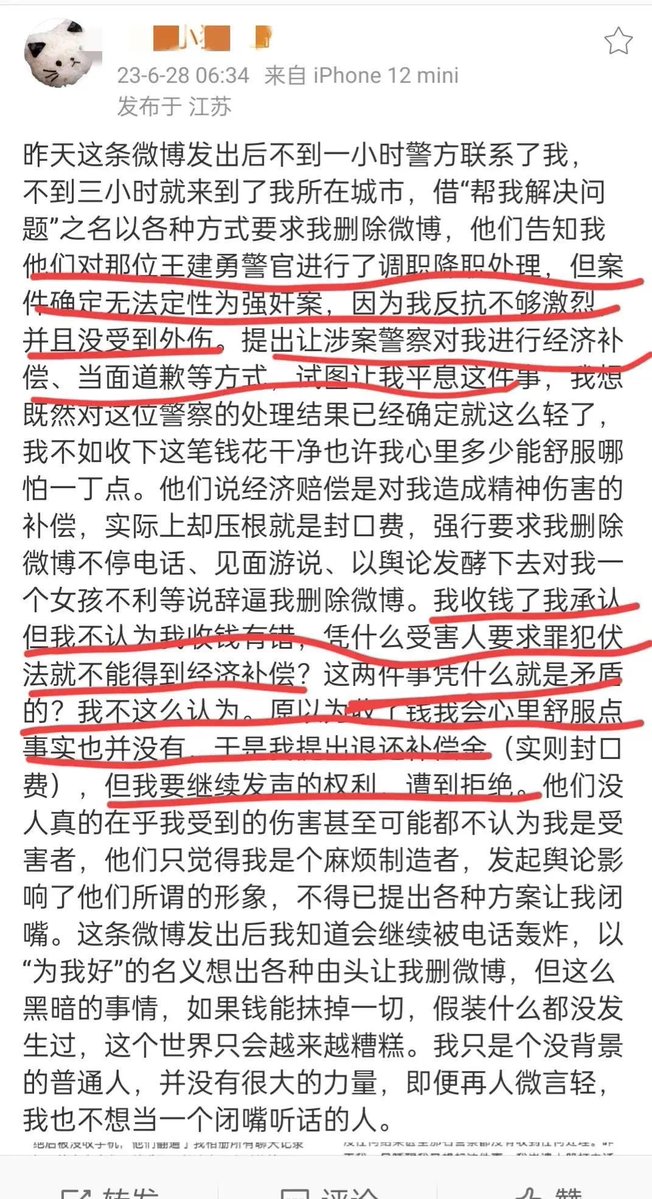 23-6-28 06:34 来自 iPhone 12 mini
发布于 江苏
昨天这条微博发出后不到一小时警方联系了我，
不到三小时就来到了我所在城市，借“帮我解决问
题”之名以各种方式要求我删除微博，他们告知我
他们对那位王建勇警官进行了调职降职处理，但案
件确定无法定性为强奸案，因为我反抗不够激烈
并且没受到外伤。提出让涉案警察对我进行经济补
偿、当面道歉等方式，试图让我平息这件事，我想
既然对这位警察的处理结果已经确定就这么轻了，
我不如收下这笔钱花干净也许我心里多少能舒服哪
怕一丁点。他们说经济赔偿是对我造成精神伤害的
补偿，实际上却压根就是封口费，强行要求我删除
微博不停电话、见面游说、以舆论发酵下去对我一
个女孩不利等说辞逼我删除微博。我收钱了我承认
但我不认为我收钱有错，凭什么受害人要求罪犯伏
法就不能得到经济补偿？这两件事凭什么就是矛盾
的？我不这么认为。原以为收了钱我会心里舒服点
事实也并没有，于是我提出退还补偿金（实则封口
费），但我要继续发声的权利，遭到拒绝。他们没
人真的在乎我受到的伤害甚至可能都不认为我是受
害者，他们只觉得我是个麻烦制造者，发起舆论影
响了他们所谓的形象，不得已提出各种方案让我闭
嘴。这条微博发出后我知道会继续被电话轰炸，以
“为我好”的名义想出各种由头让我删微博，但这么
黑暗的事情，如果钱能抹掉一切，假装什么都没发
生过，这个世界只会越来越糟糕。我只是个没背景
的普通人，并没有很大的力量，即便再人微言轻，
我也不想当一个闭嘴听话的人。
转发 评论 赞